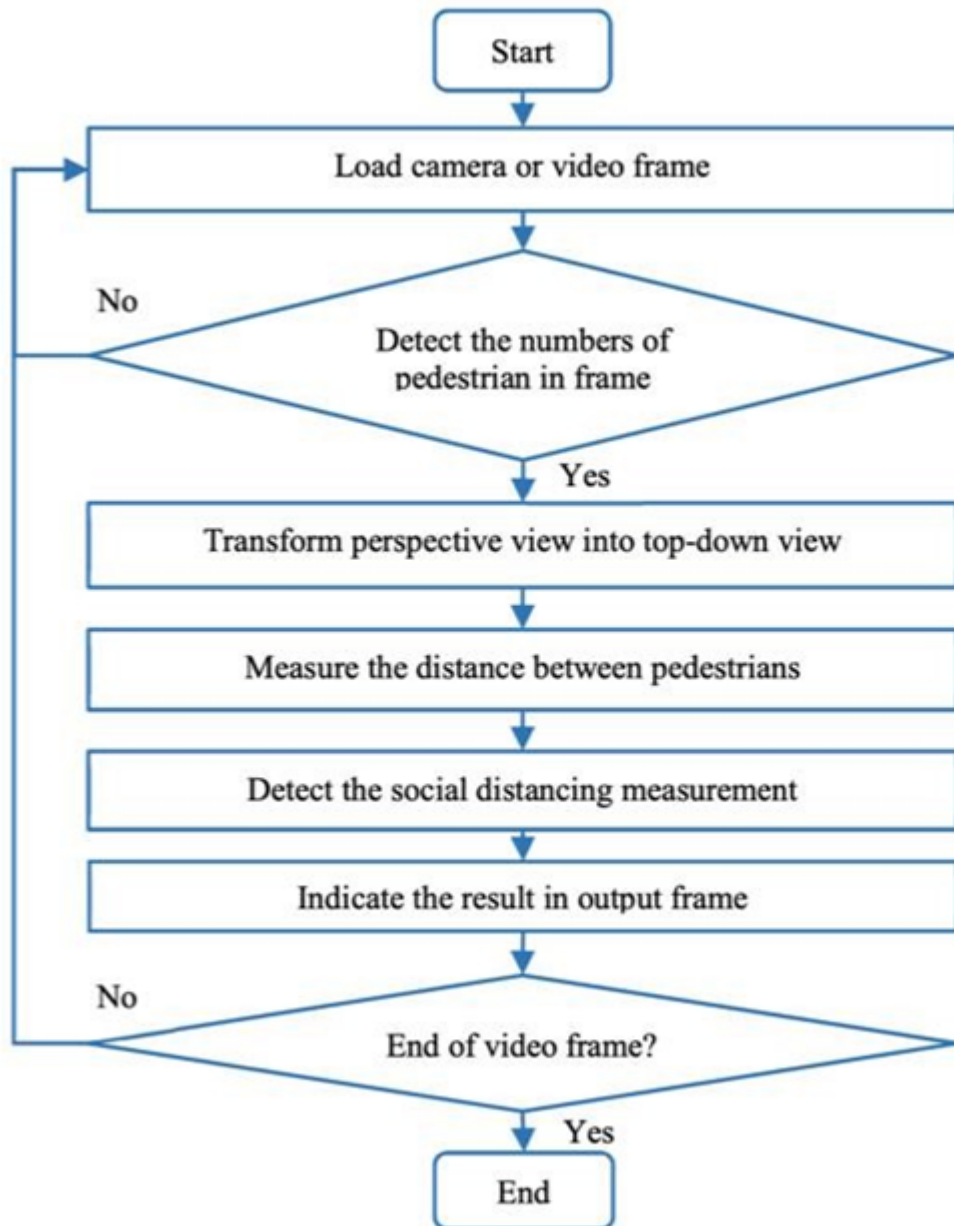 Start
Load camera or video frame
No
Detect the numbers of
pedestrian in frame
Yes
Transform perspective view into top-down view
Measure the distance between pedestrians
Detect the social distancing measurement
Indicate the result in output frame
No
End of video frame?
Yes
End